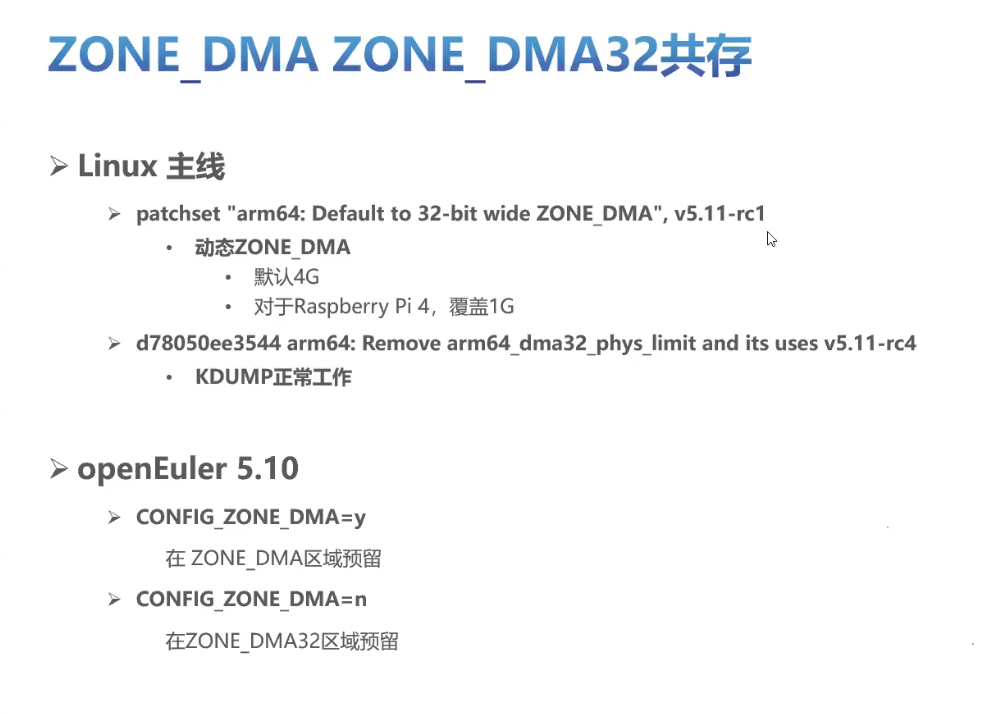 ZONE_DMA ZONE_DMA32共存
Linux 主线
patchset "arm64: Default to 32-bit wide ZONE_DMA", v5.11-rc1
动态ZONE_DMA
默认4G
对于Raspberry Pi 4，覆盖1G
d78050ee3544 arm64: Remove arm64_dma32_phys_limit and its uses v5.11-rc4
KDUMP正常工作
openEuler 5.10
CONFIG_ZONE_DMA=y
在 ZONE_DMA区域预留
CONFIG_ZONE_DMA=n
在ZONE_DMA32区域预留